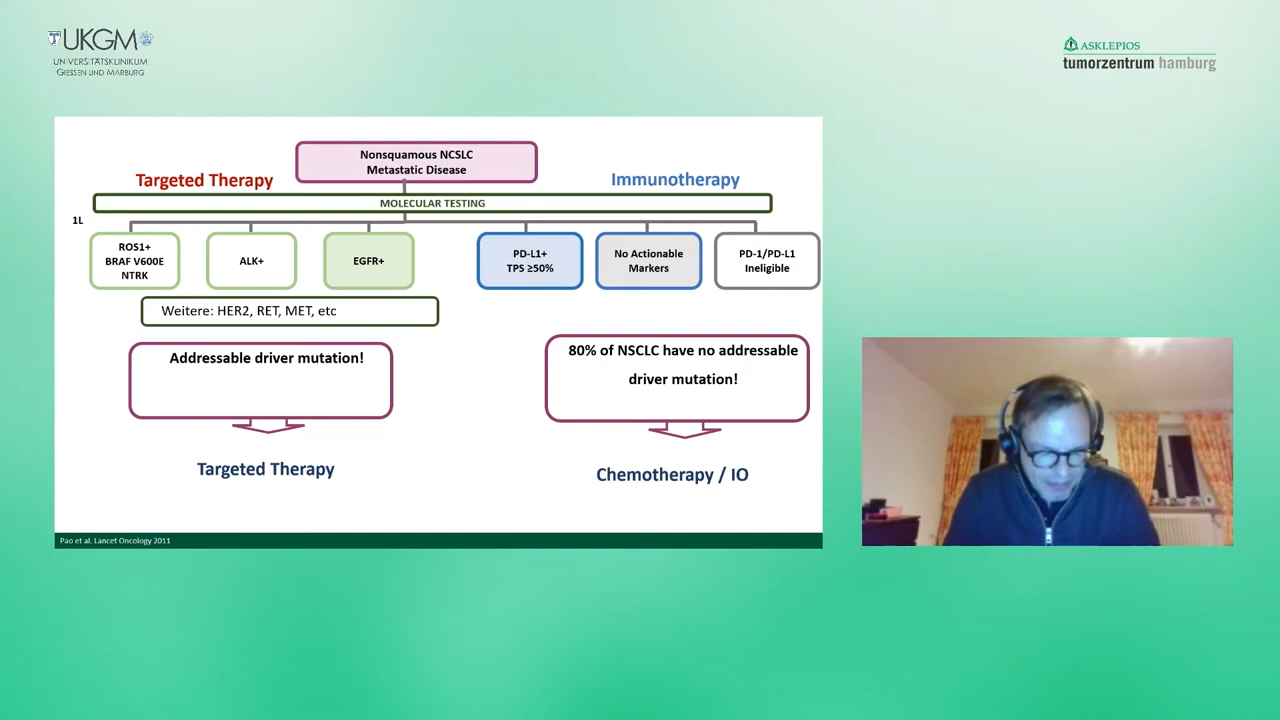 UKGM
UNIVERSITÄTSKLINIKUM
GIESSEN UND MARBURG
ASKLEPIOS
tumorzentrum hamburg
Nonsquamous NCSLC
Metastatic Disease
Targeted Therapy
Immunotherapy
MOLECULAR TESTING
1L
ROS1+
BRAF V600E
NTRK
ALK+
EGFR+
PD-L1+
TPS ≥50%
No Actionable
Markers
PD-1/PD-L1
Ineligible
Weitere: HER2, RET, MET, etc
Addressable driver mutation!
80% of NSCLC have no addressable
driver mutation!
Targeted Therapy
Chemotherapy / IO
Pao et al. Lancet Oncology 2011